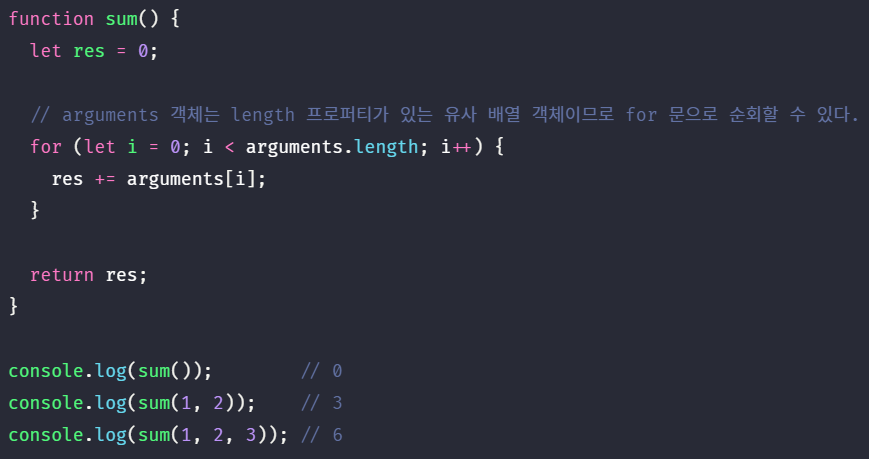 function sum() {
  let res = 0;

  // arguments 객체는 length 프로퍼티가 있는 유사 배열 객체이므로 for 문으로 순회할 수 있다.
  for (let i = 0; i < arguments.length; i++) {
    res += arguments[i];
  }

  return res;
}

console.log(sum());        // 0
console.log(sum(1, 2));    // 3
console.log(sum(1, 2, 3)); // 6